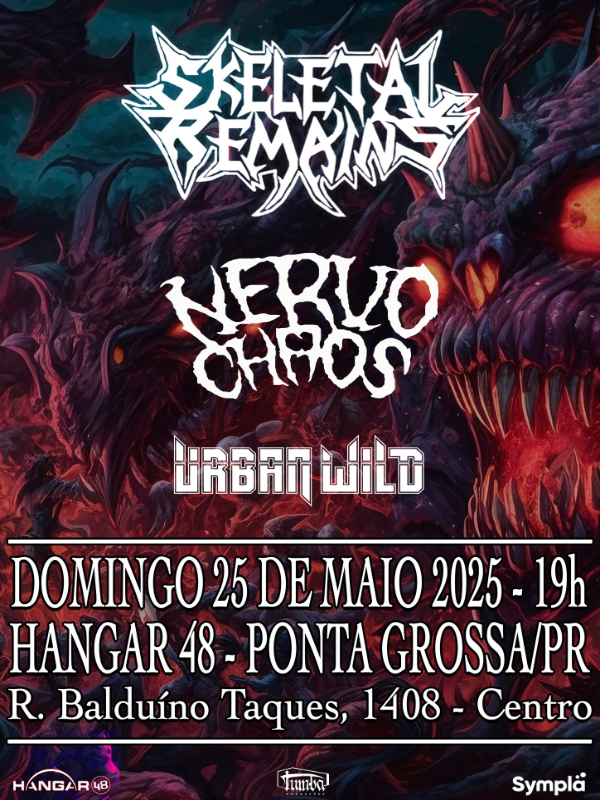 SKELETAL
REMAINS
NERVO
CHAOS
URBAN WILD
DOMINGO 25 DE MAIO 2025 - 19h
HANGAR 48 - PONTA GROSSA/PR
R. Balduíno Taques, 1408 - Centro
HANGAR 48
Tumba
Sympla